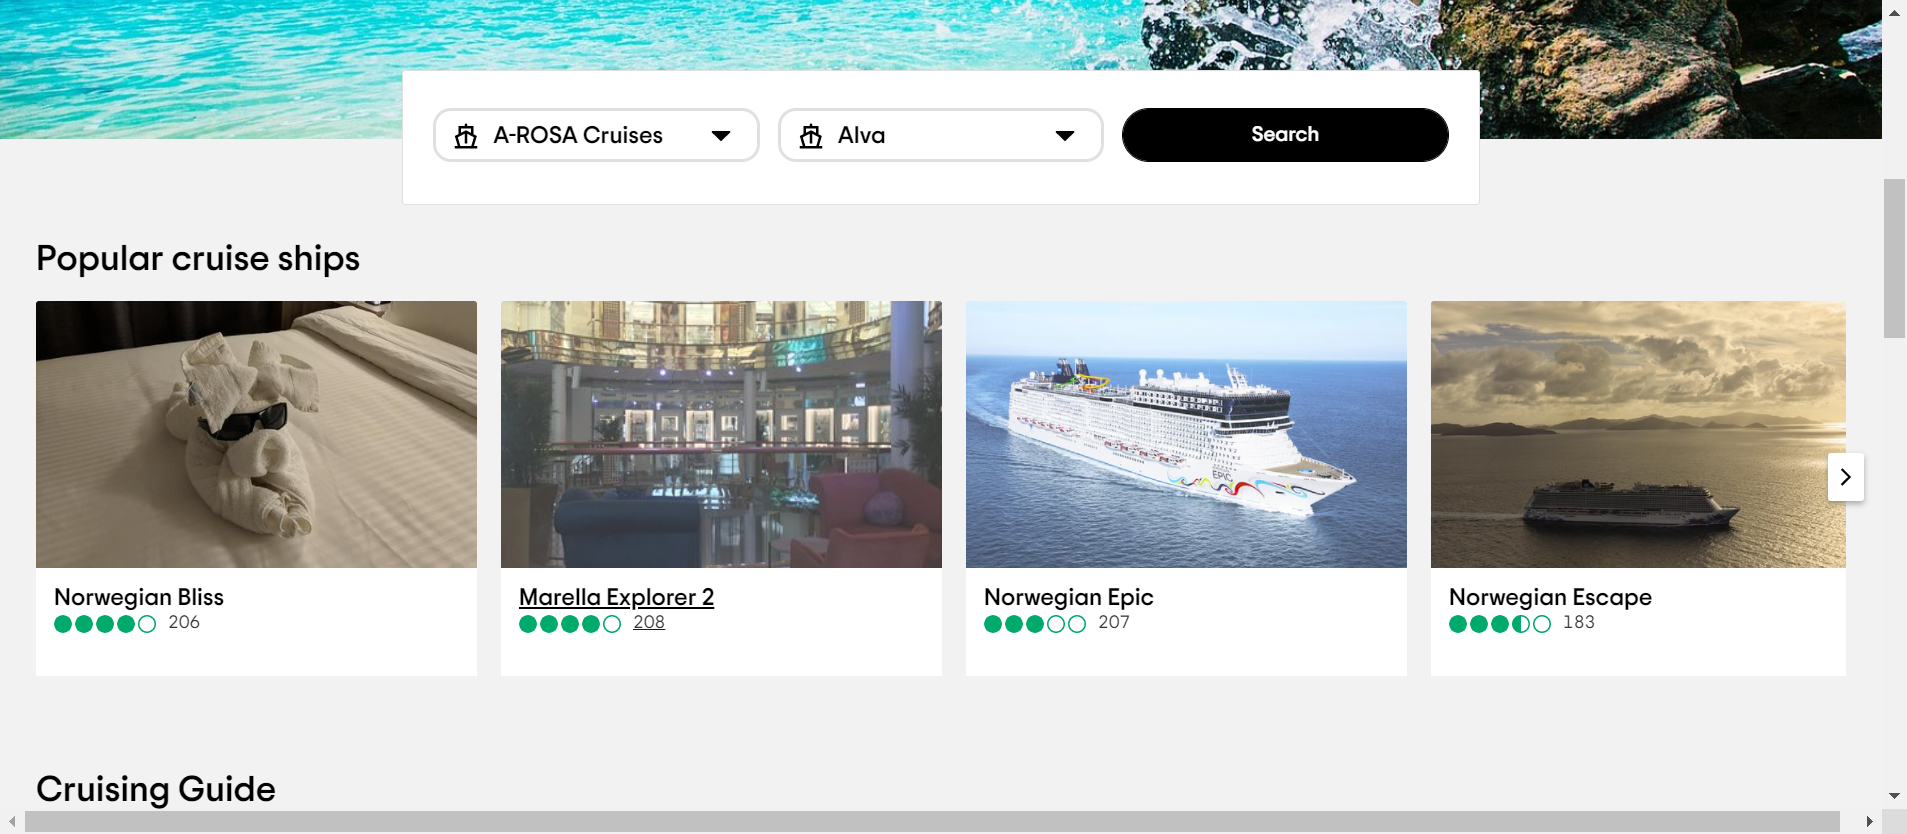 A-ROSA Cruises
Alva
Search
Popular cruise ships
Norwegian Bliss
206
Marella Explorer 2
208
EPIC
Norwegian Epic
207
Norwegian Escape
183
Cruising Guide